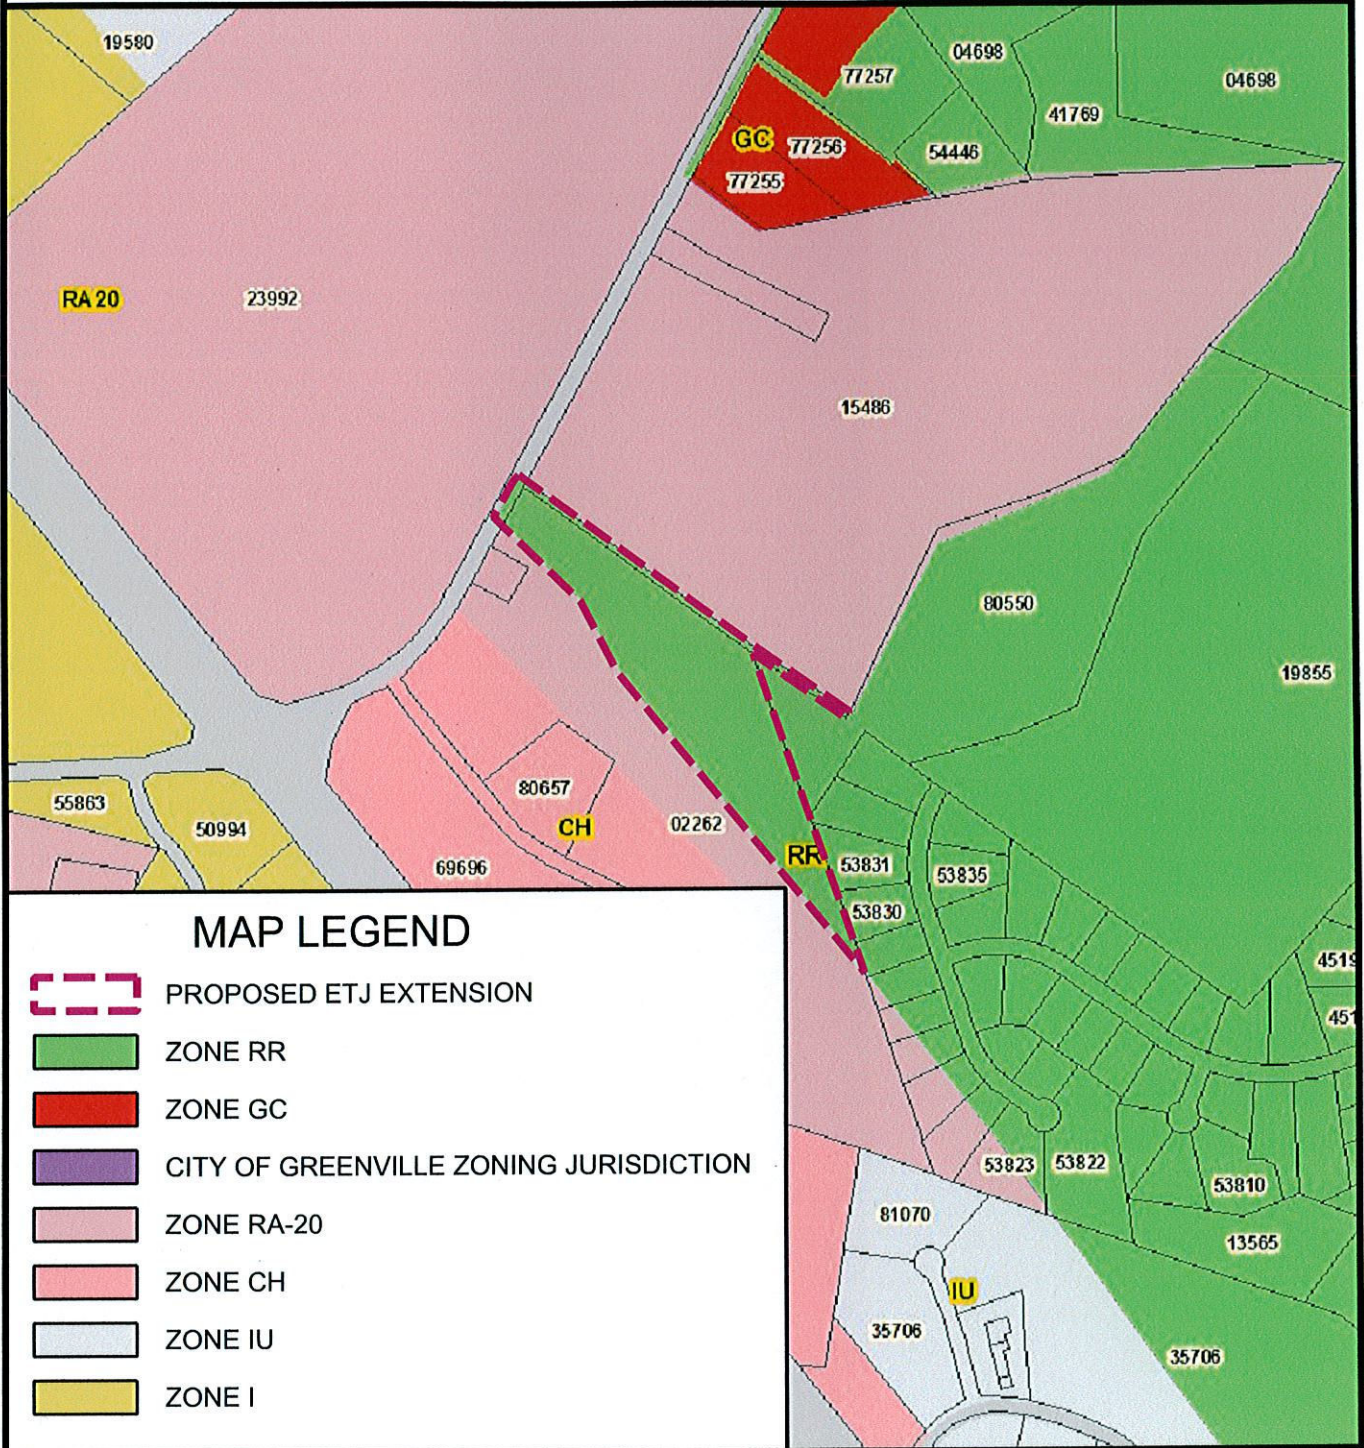 19580
04698
77257
04698
41769
GC
77256
54446
77255
RA 20
23992
15486
80550
19855
80657
55863
50994
CH
02262
69696
RR
53831
53835
53830
4519
451
53823
53822
53810
81070
13565
IU
35706
35706
MAP LEGEND
PROPOSED ETJ EXTENSION
ZONE RR
ZONE GC
CITY OF GREENVILLE ZONING JURISDICTION
ZONE RA-20
ZONE CH
ZONE IU
ZONE I